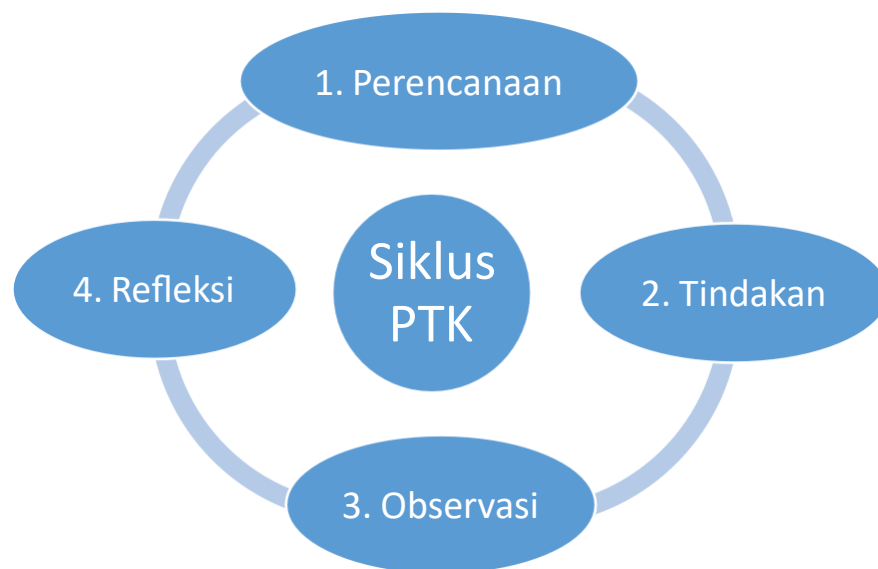 1. Perencanaan
Siklus
PTK
4. Refleksi
2. Tindakan
3. Observasi